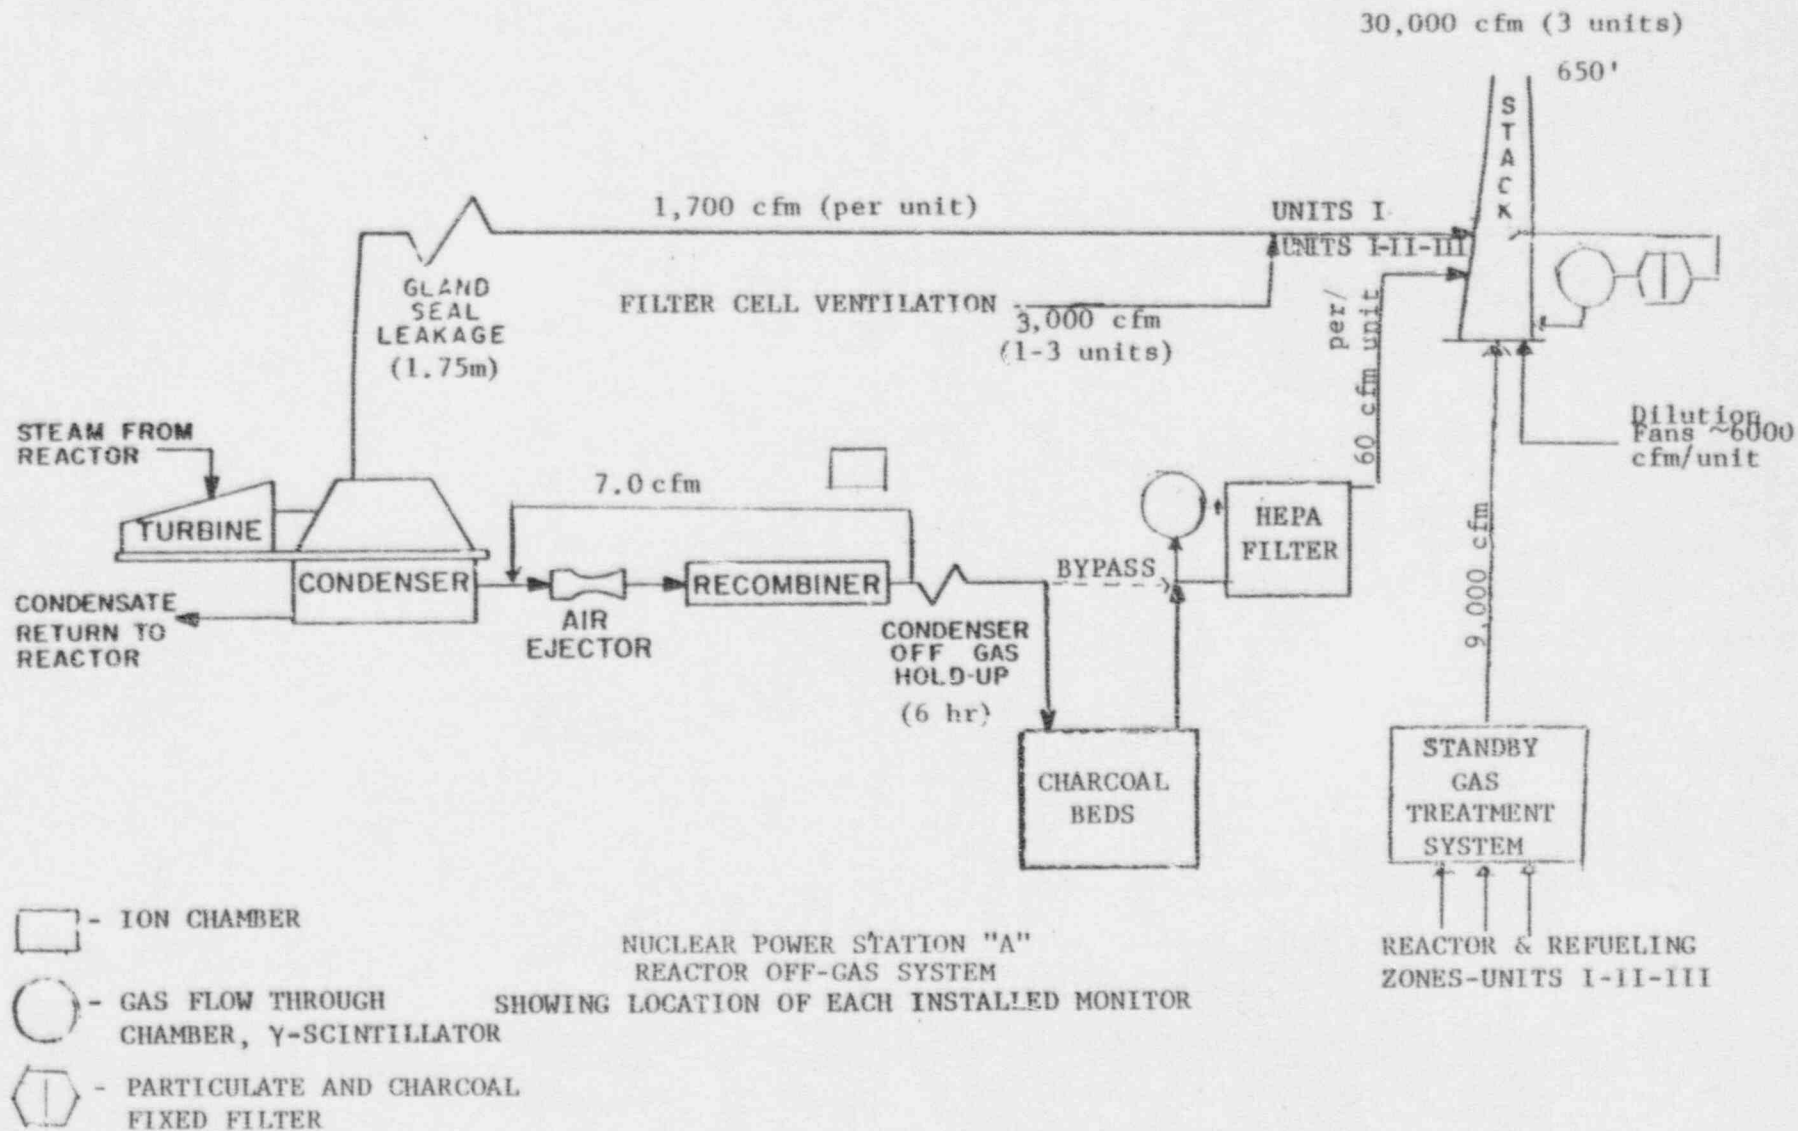 30,000 cfm (3 units)
650'
STACK
1,700 cfm (per unit)
UNITS I
UNITS I-II-III
GLAND
SEAL
LEAKAGE
(1.75m)
FILTER CELL VENTILATION
3,000 cfm
(1-3 units)
per/
60 cfm unit
Dilution
Fans ~6000
cfm/unit
STEAM FROM
REACTOR
7.0 cfm
TURBINE
HEPA
FILTER
9,000 cfm
BYPASS
CONDENSER
RECOMBINER
CONDENSATE
RETURN TO
REACTOR
AIR
EJECTOR
CONDENSER
OFF GAS
HOLD-UP
(6 hr)
CHARCOAL
BEDS
STANDBY
GAS
TREATMENT
SYSTEM
- ION CHAMBER
NUCLEAR POWER STATION "A"
REACTOR OFF-GAS SYSTEM
SHOWING LOCATION OF EACH INSTALLED MONITOR
REACTOR & REFUELING
ZONES-UNITS I-II-III
- GAS FLOW THROUGH
CHAMBER, γ-SCINTILLATOR
- PARTICULATE AND CHARCOAL
FIXED FILTER